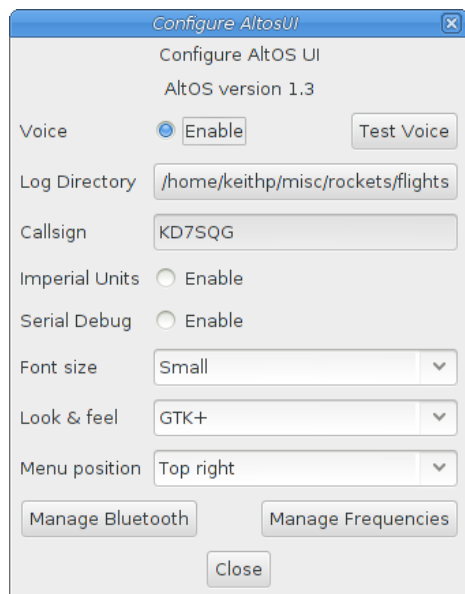 Configure AltosUI
Configure AltOS UI
AltOS version 1.3
Voice Enable Test Voice
Log Directory /home/keithp/misc/rockets/flights
Callsign KD7SQG
Imperial Units Enable
Serial Debug Enable
Font size Small
Look & feel GTK+
Menu position Top right
Manage Bluetooth Manage Frequencies
Close